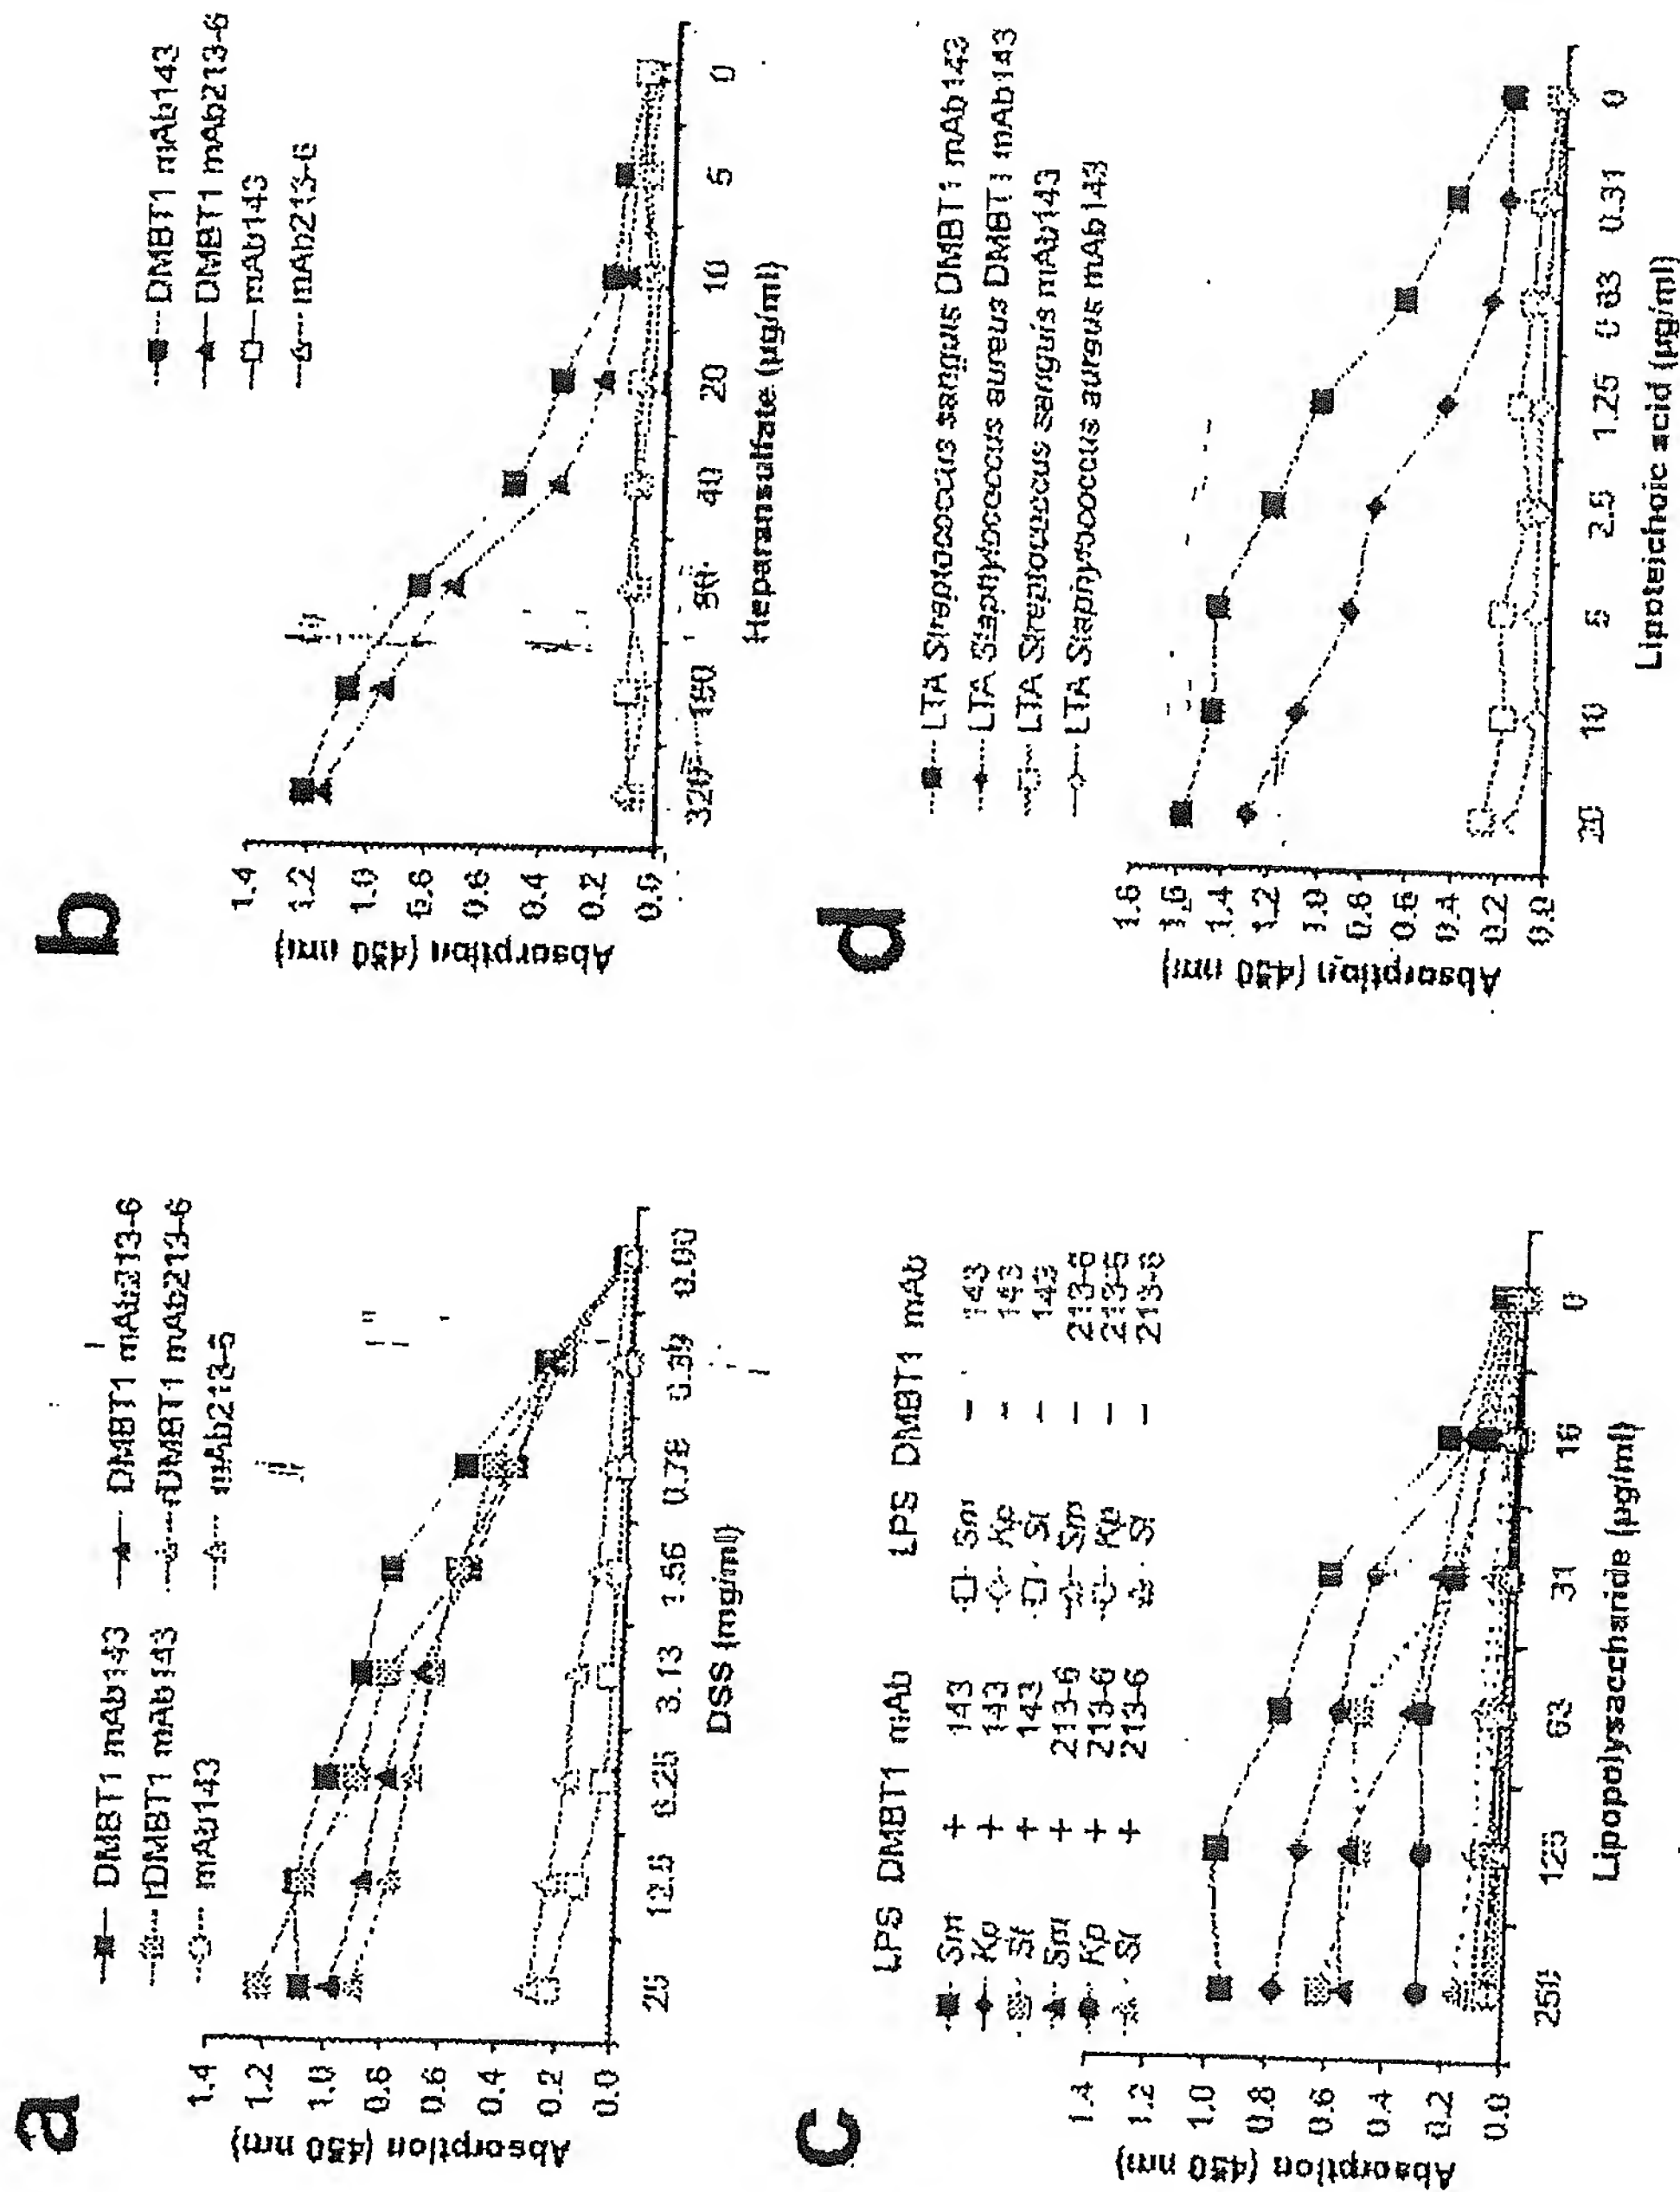 a
DMBT1 mAb143
DMBT1 mAb213-6
rDMBT1 mAb143
rDMBT1 mAb213-6
mAb143
mAb213-6
Absorption (450 nm)
1.4
1.2
1.0
0.8
0.6
0.4
0.2
0.0
25
12.5
6.25
3.13
1.56
0.78
0.39
0.00
DSS (mg/ml)
b
DMBT1 mAb143
DMBT1 mAb213-6
mAb143
mAb213-6
Absorption (450 nm)
1.4
1.2
1.0
0.8
0.6
0.4
0.2
0.0
320
160
80
40
20
10
5
0
Heparansulfate (µg/ml)
c
LPS DMBT1 mAb LPS DMBT1 mAb
Sm + 143 Sm – 143
Kp + 143 Kp – 143
St + 143 St – 143
Sm + 213-6 Sm – 213-6
Kp + 213-6 Kp – 213-6
St + 213-6 St – 213-6
Absorption (450 nm)
1.4
1.2
1.0
0.8
0.6
0.4
0.2
0.0
250
125
63
31
16
0
Lipopolysaccharide (µg/ml)
d
LTA Streptococcus sanguis DMBT1 mAb143
LTA Staphylococcus aureus DMBT1 mAb143
LTA Streptococcus sanguis mAb143
LTA Staphylococcus aureus mAb143
Absorption (450 nm)
1.8
1.6
1.4
1.2
1.0
0.8
0.6
0.4
0.2
0.0
20
10
5
2.5
1.25
0.63
0.31
0
Lipoteichoic acid (µg/ml)